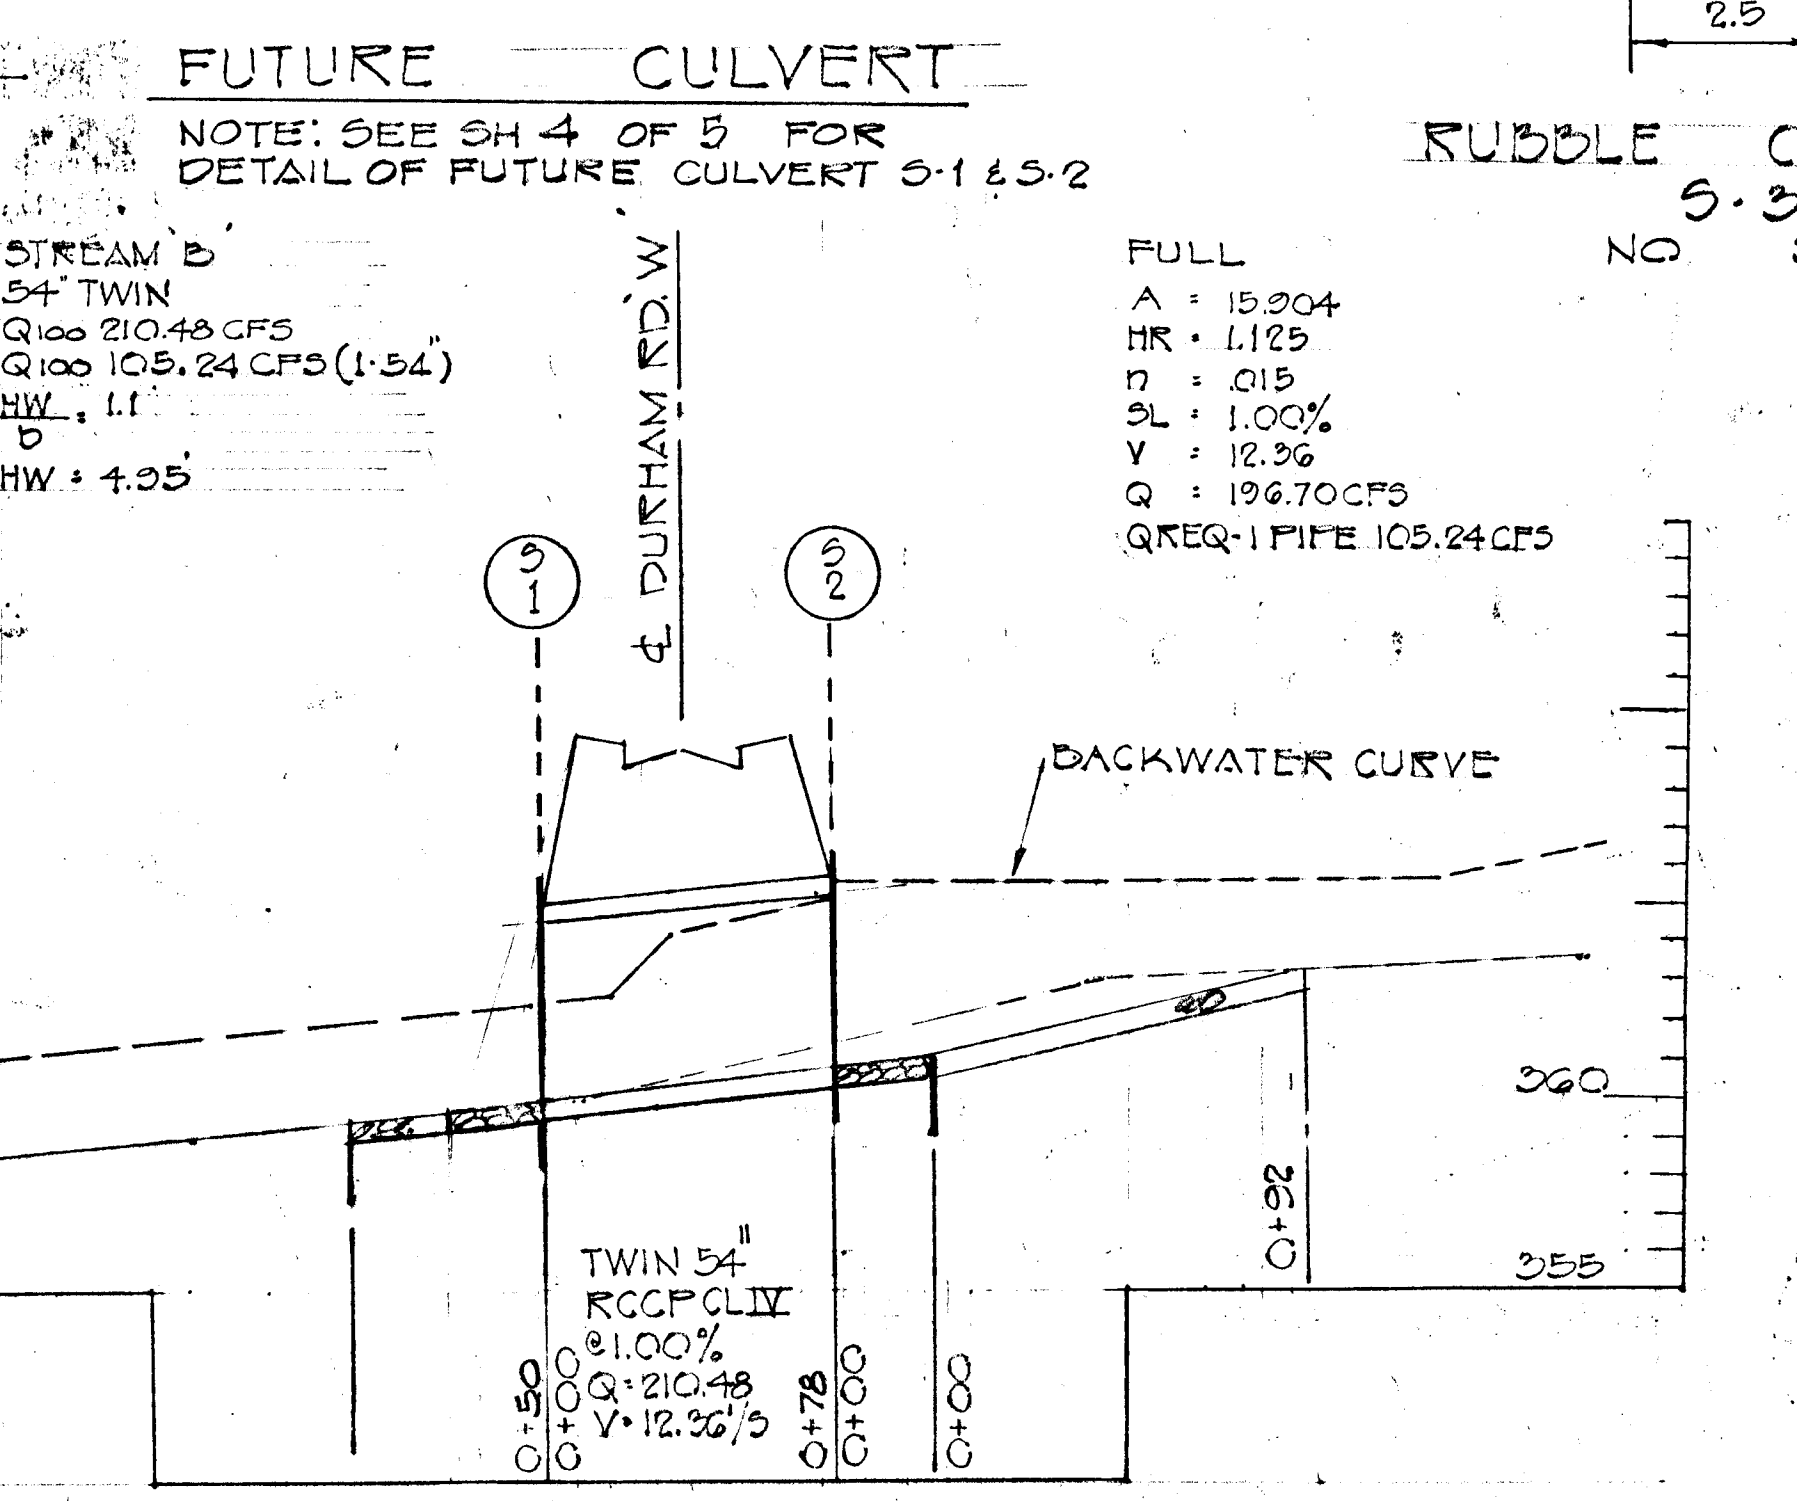 2.5
FUTURE CULVERT
NOTE: SEE SH 4 OF 5 FOR
DETAIL OF FUTURE CULVERT S-1 & S-2
RUBBLE
S-3
NO
STREAM 'B'
54" TWIN
Q100 210.48 CFS
Q100 105.24 CFS (1-54")
HW = 1.1'
D
HW = 4.95'
℄ DURHAM RD. W
FULL
A = 15.904
HR = 1.125
n = .015
SL = 1.00%
V = 12.36
Q = 196.70 CFS
QREQ-1 PIPE 105.24 CFS
S
1
S
2
BACKWATER CURVE
360
355
0+92
TWIN 54"
RCCP CL IV
@ 1.00%
Q = 210.48
V = 12.36'/S
0+50
0+00
0+78
0+00
0+00